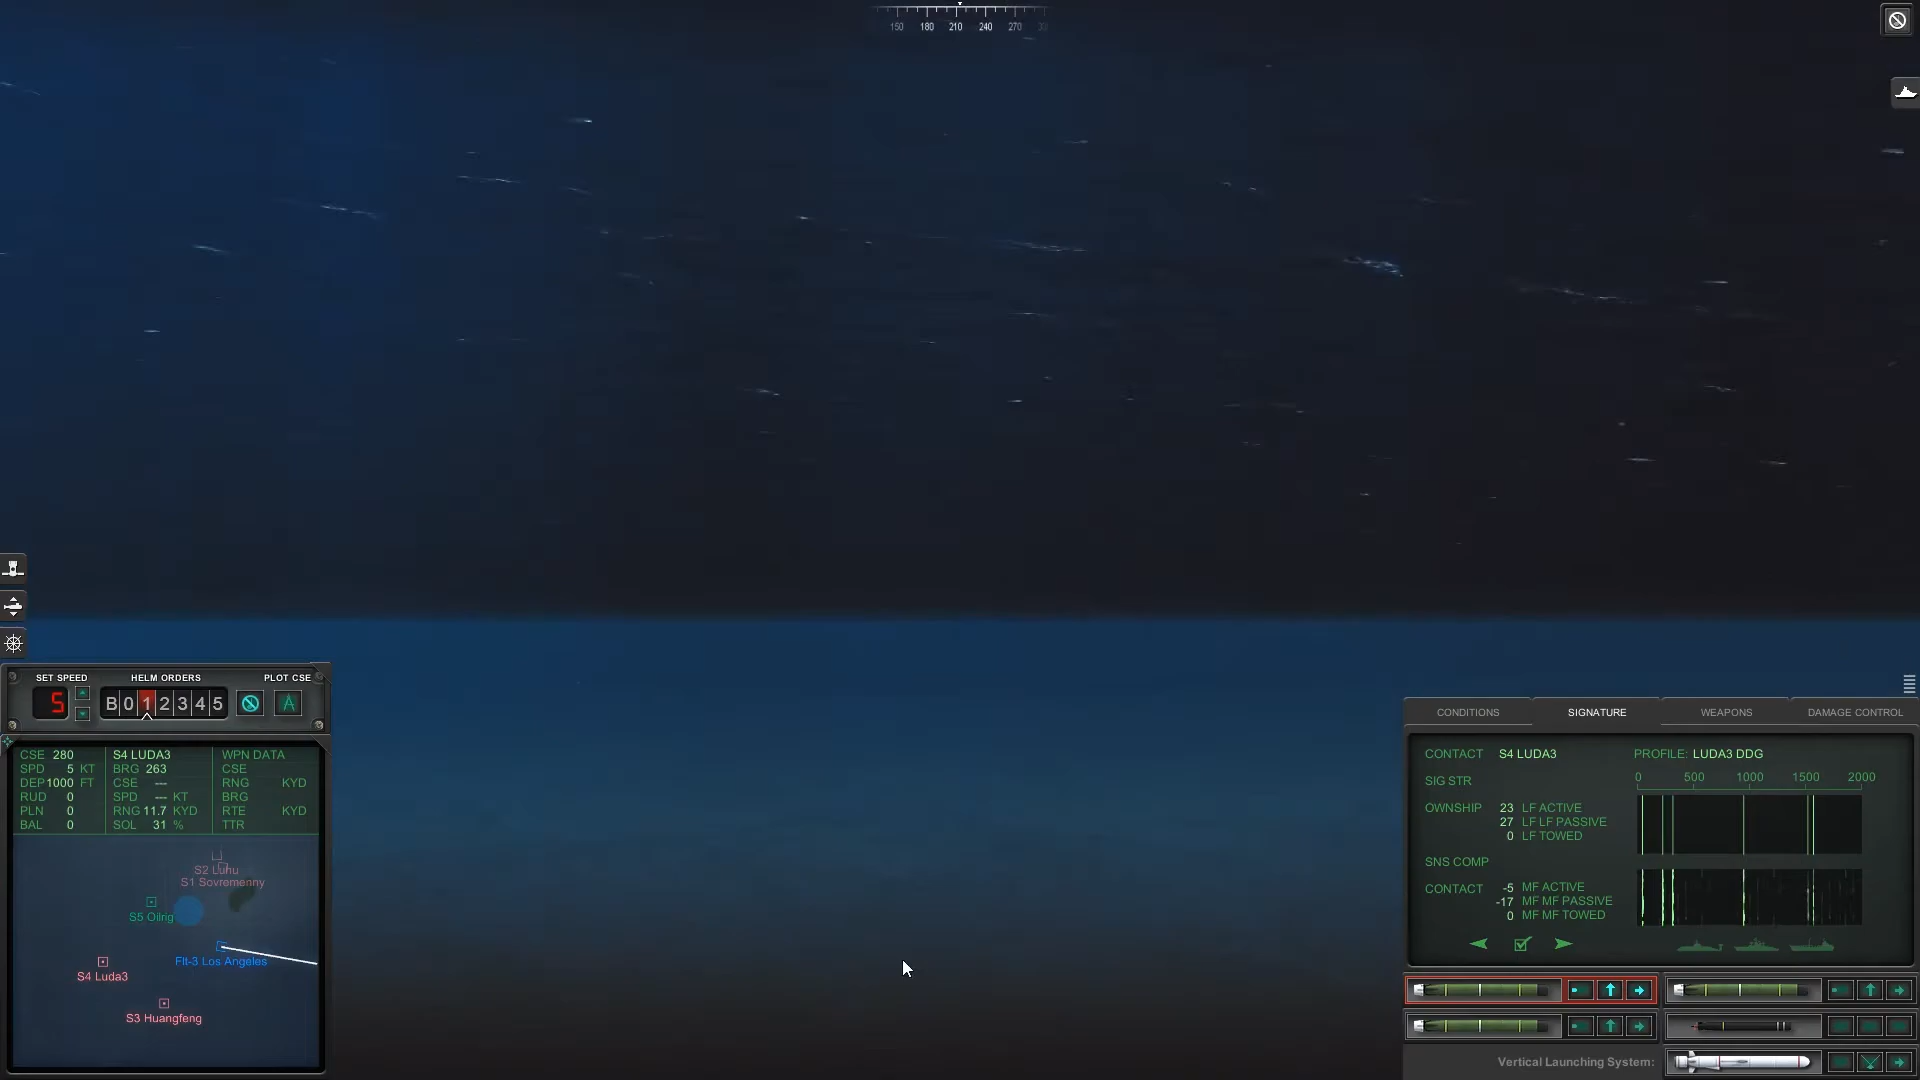 150 180 210 240 270
SET SPEED HELM ORDERS PLOT CSE
5 B 0 1 2 3 4 5 A
CSE 280
SPD 5 KT
DEP 1000 FT
RUD 0
PLN 0
BAL 0
S4 LUDA3
BRG 263
CSE ---
SPD --- KT
RNG 11.7 KYD
SOL 31 %
WPN DATA
CSE
RNG KYD
BRG
RTE KYD
TTR
S2 Luhu
S1 Sovremenny
S5 Oilrig
Flt-3 Los Angeles
S4 Luda3
S3 Huangfeng
CONDITIONS SIGNATURE WEAPONS DAMAGE CONTROL
CONTACT S4 LUDA3 PROFILE: LUDA3 DDG
SIG STR 0 500 1000 1500 2000
OWNSHIP 23 LF ACTIVE
27 LF LF PASSIVE
0 LF TOWED
SNS COMP
CONTACT -5 MF ACTIVE
-17 MF MF PASSIVE
0 MF MF TOWED
Vertical Launching System: